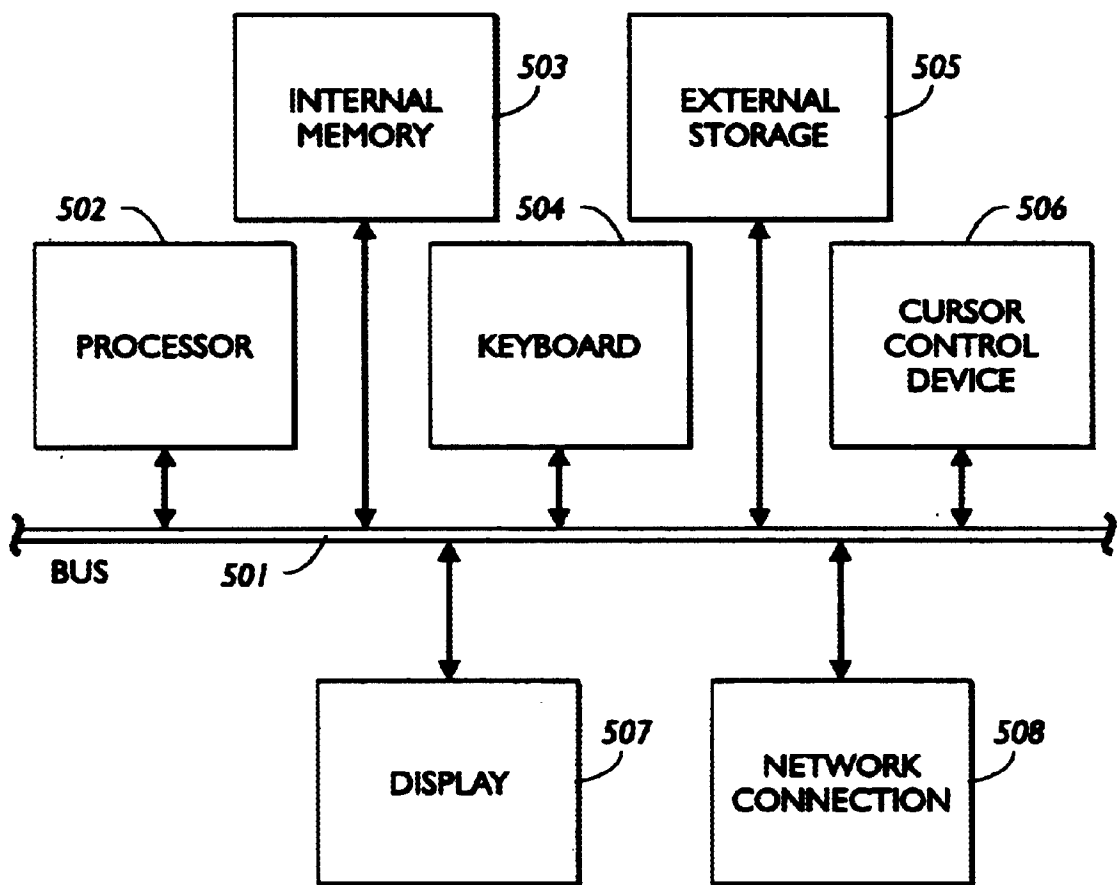 503
INTERNAL
MEMORY
505
EXTERNAL
STORAGE
502
PROCESSOR
504
KEYBOARD
506
CURSOR
CONTROL
DEVICE
BUS
501
507
DISPLAY
508
NETWORK
CONNECTION